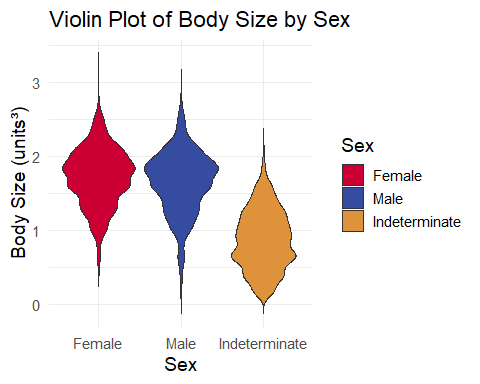 Violin Plot of Body Size by Sex
Body Size (units³)
3
2
1
0
Female Male Indeterminate
Sex
Sex
Female
Male
Indeterminate